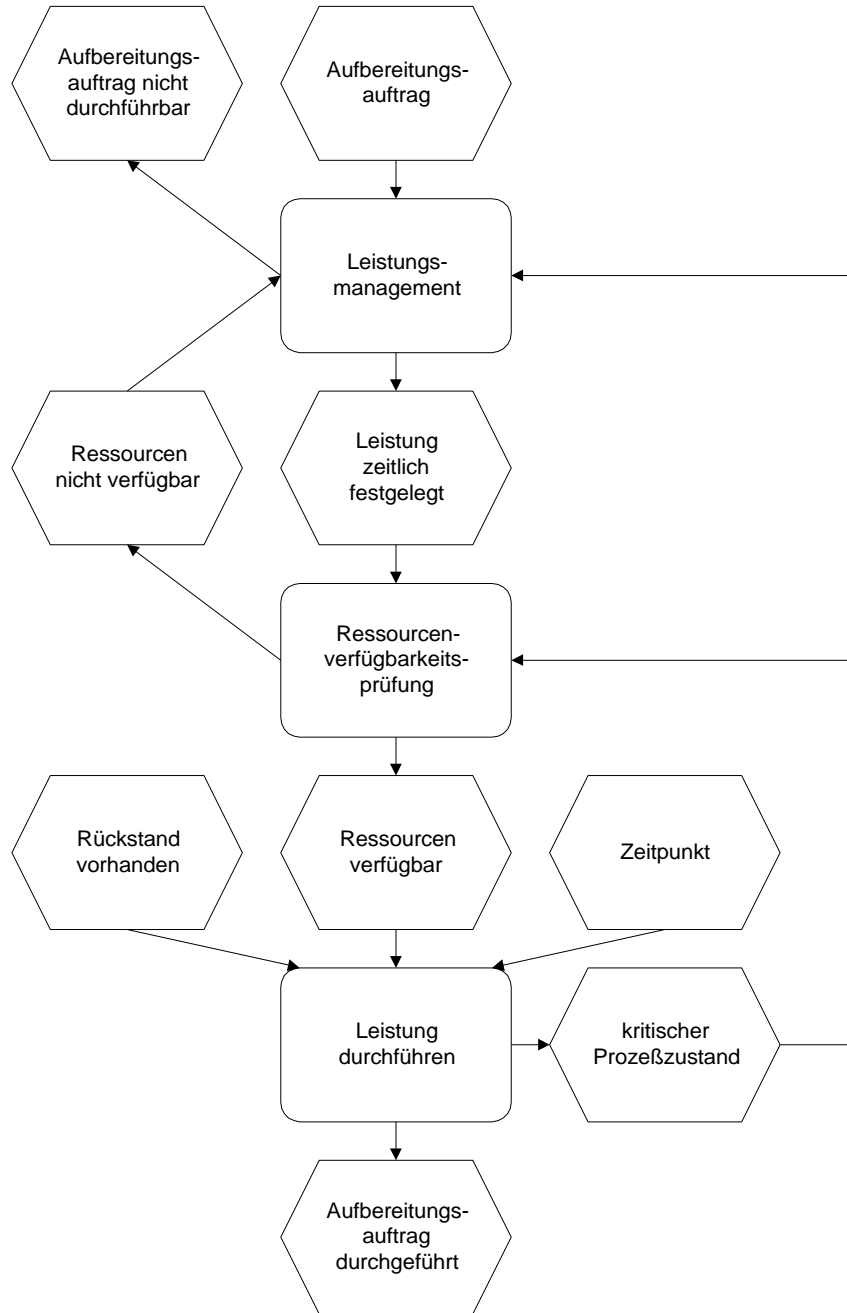 Aufbereitungs-
auftrag nicht
durchführbar
Aufbereitungs-
auftrag
Leistungs-
management
Ressourcen
nicht verfügbar
Leistung
zeitlich
festgelegt
Ressourcen-
verfügbarkeits-
prüfung
Rückstand
vorhanden
Ressourcen
verfügbar
Zeitpunkt
Leistung
durchführen
kritischer
Prozeßzustand
Aufbereitungs-
auftrag
durchgeführt